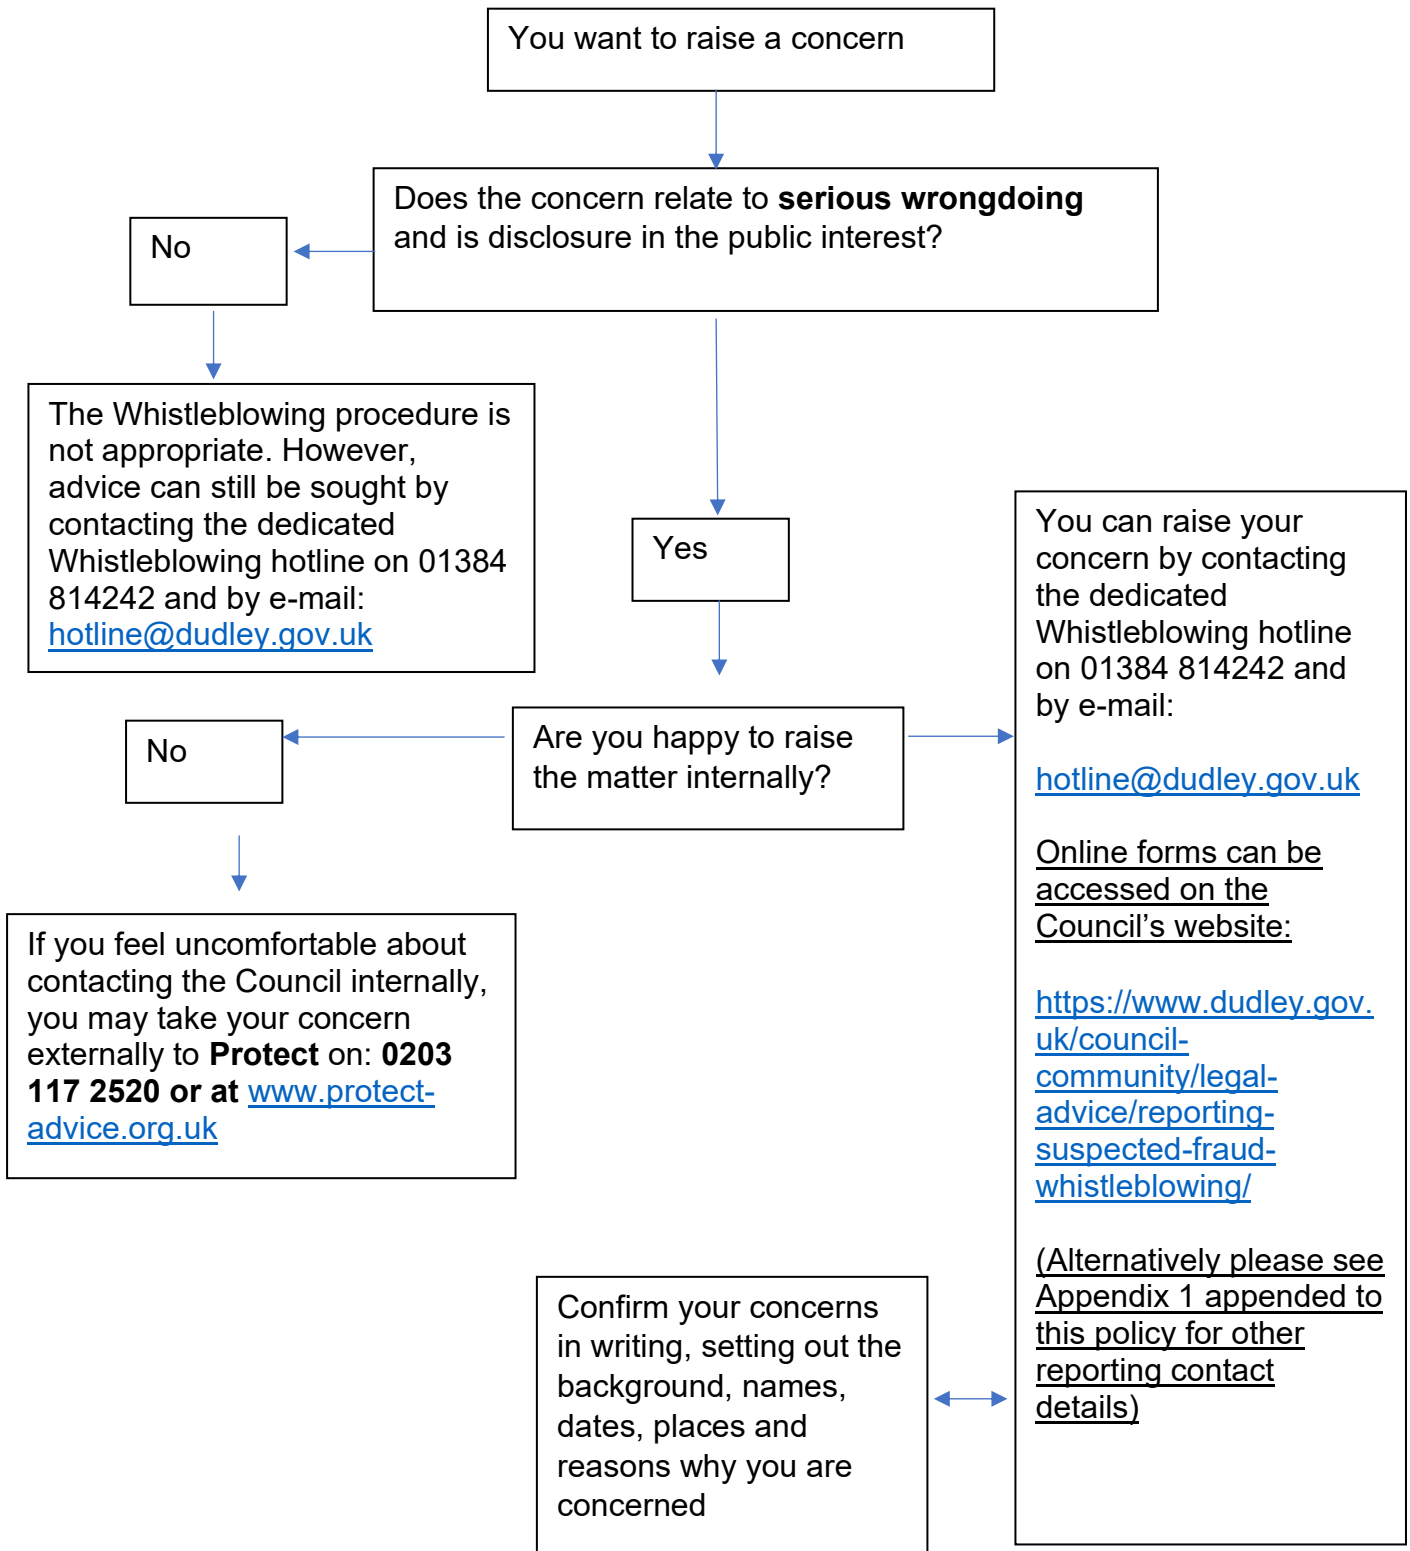 You want to raise a concern
Does the concern relate to serious wrongdoing
and is disclosure in the public interest?
No
The Whistleblowing procedure is
not appropriate. However,
advice can still be sought by
contacting the dedicated
Whistleblowing hotline on 01384
814242 and by e-mail:
hotline@dudley.gov.uk
Yes
Are you happy to raise
the matter internally?
No
If you feel uncomfortable about
contacting the Council internally,
you may take your concern
externally to Protect on: 0203
117 2520 or at www.protect-
advice.org.uk
You can raise your
concern by contacting
the dedicated
Whistleblowing hotline
on 01384 814242 and
by e-mail:
hotline@dudley.gov.uk
Online forms can be
accessed on the
Council’s website:
https://www.dudley.gov.
uk/council-
community/legal-
advice/reporting-
suspected-fraud-
whistleblowing/
(Alternatively please see
Appendix 1 appended to
this policy for other
reporting contact
details)
Confirm your concerns
in writing, setting out the
background, names,
dates, places and
reasons why you are
concerned